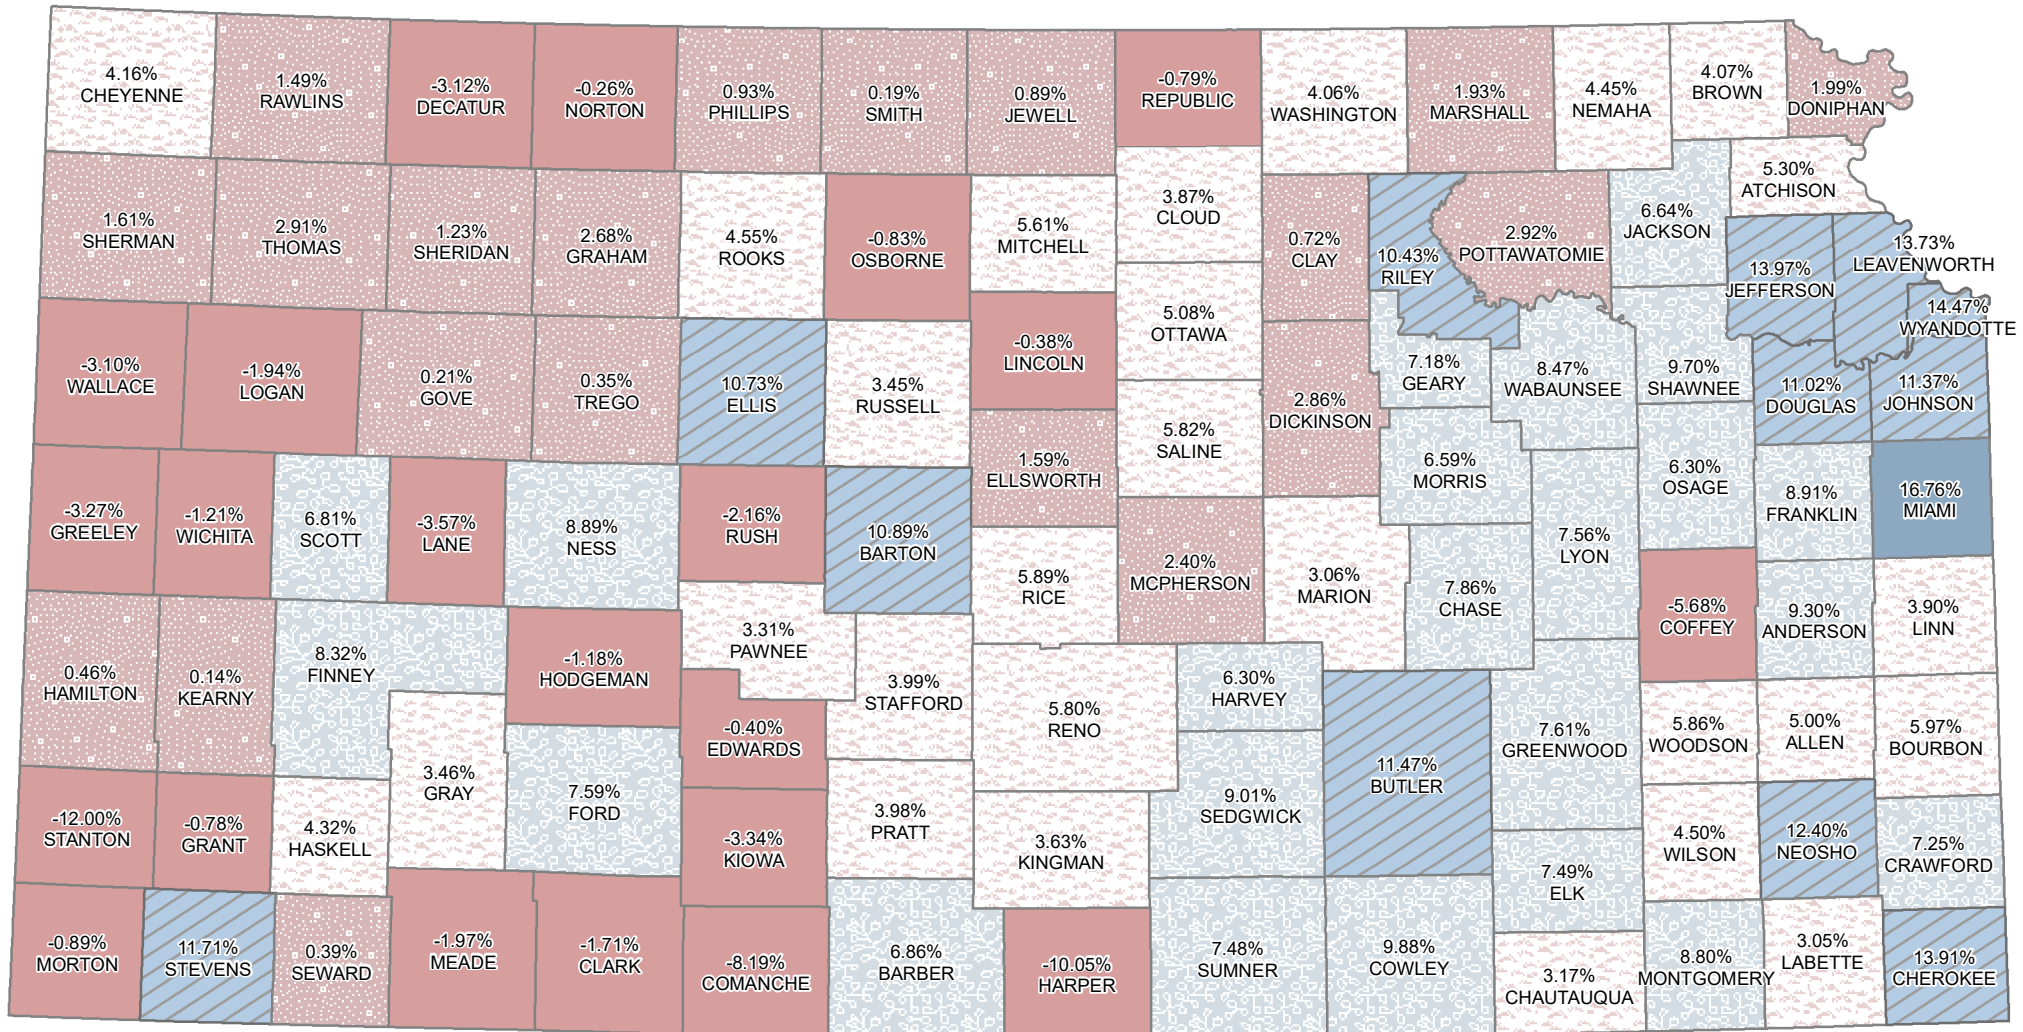 4.16%
CHEYENNE
1.49%
RAWLINS
-3.12%
DECATUR
-0.26%
NORTON
0.93%
PHILLIPS
0.19%
SMITH
0.89%
JEWELL
-0.79%
REPUBLIC
4.06%
WASHINGTON
1.93%
MARSHALL
4.45%
NEMAHA
4.07%
BROWN
1.99%
DONIPHAN
1.61%
SHERMAN
2.91%
THOMAS
1.23%
SHERIDAN
2.68%
GRAHAM
4.55%
ROOKS
-0.83%
OSBORNE
5.61%
MITCHELL
3.87%
CLOUD
0.72%
CLAY
10.43%
RILEY
2.92%
POTTAWATOMIE
6.64%
JACKSON
5.30%
ATCHISON
13.97%
JEFFERSON
13.73%
LEAVENWORTH
14.47%
WYANDOTTE
-3.10%
WALLACE
-1.94%
LOGAN
0.21%
GOVE
0.35%
TREGO
10.73%
ELLIS
3.45%
RUSSELL
-0.38%
LINCOLN
5.08%
OTTAWA
2.86%
DICKINSON
7.18%
GEARY
8.47%
WABAUNSEE
9.70%
SHAWNEE
11.02%
DOUGLAS
11.37%
JOHNSON
5.82%
SALINE
1.59%
ELLSWORTH
6.59%
MORRIS
6.30%
OSAGE
8.91%
FRANKLIN
16.76%
MIAMI
-3.27%
GREELEY
-1.21%
WICHITA
6.81%
SCOTT
-3.57%
LANE
8.89%
NESS
-2.16%
RUSH
10.89%
BARTON
5.89%
RICE
2.40%
MCPHERSON
3.06%
MARION
7.86%
CHASE
7.56%
LYON
-5.68%
COFFEY
9.30%
ANDERSON
3.90%
LINN
0.46%
HAMILTON
0.14%
KEARNY
8.32%
FINNEY
-1.18%
HODGEMAN
3.31%
PAWNEE
3.99%
STAFFORD
5.80%
RENO
6.30%
HARVEY
11.47%
BUTLER
7.61%
GREENWOOD
5.86%
WOODSON
5.00%
ALLEN
5.97%
BOURBON
-0.40%
EDWARDS
3.46%
GRAY
7.59%
FORD
-12.00%
STANTON
-0.78%
GRANT
4.32%
HASKELL
-3.34%
KIOWA
3.98%
PRATT
3.63%
KINGMAN
9.01%
SEDGWICK
7.49%
ELK
4.50%
WILSON
12.40%
NEOSHO
7.25%
CRAWFORD
-0.89%
MORTON
11.71%
STEVENS
0.39%
SEWARD
-1.97%
MEADE
-1.71%
CLARK
-8.19%
COMANCHE
6.86%
BARBER
-10.05%
HARPER
7.48%
SUMNER
9.88%
COWLEY
3.17%
CHAUTAUQUA
8.80%
MONTGOMERY
3.05%
LABETTE
13.91%
CHEROKEE